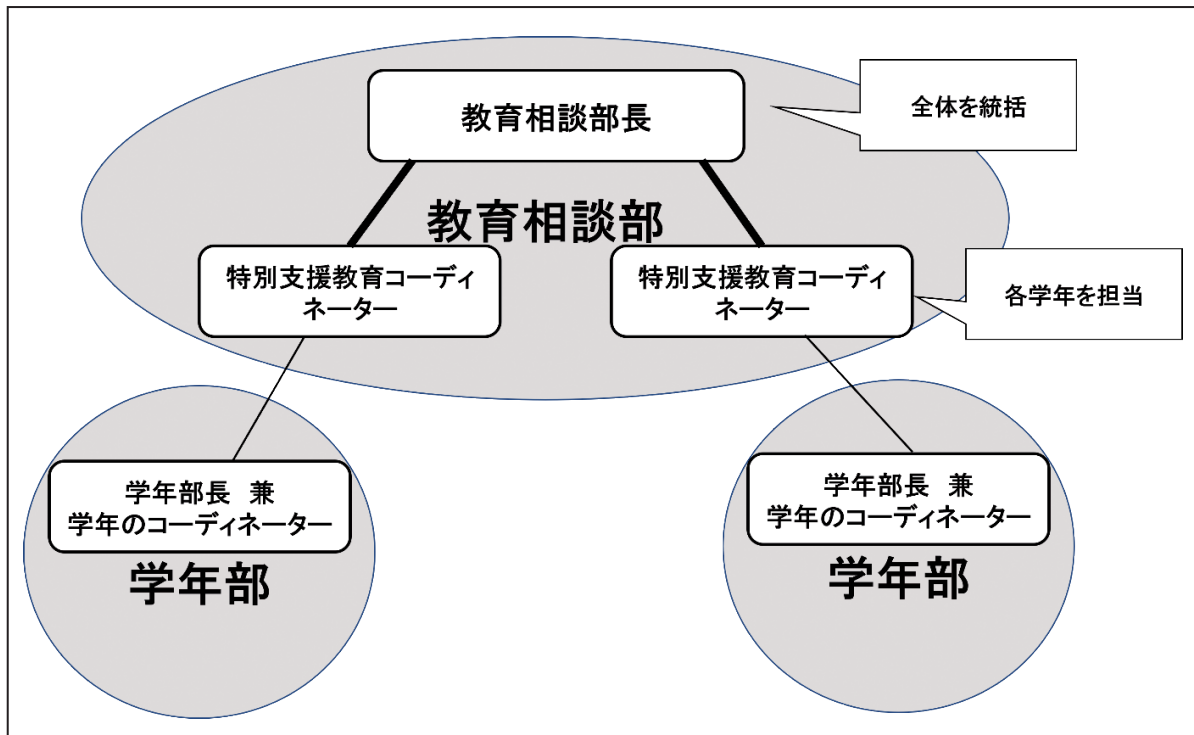 教育相談部長
全体を統括
教育相談部
特別支援教育コーディ
ネーター
特別支援教育コーディ
ネーター
各学年を担当
学年部長　兼
学年のコーディネーター
学年部
学年部長　兼
学年のコーディネーター
学年部